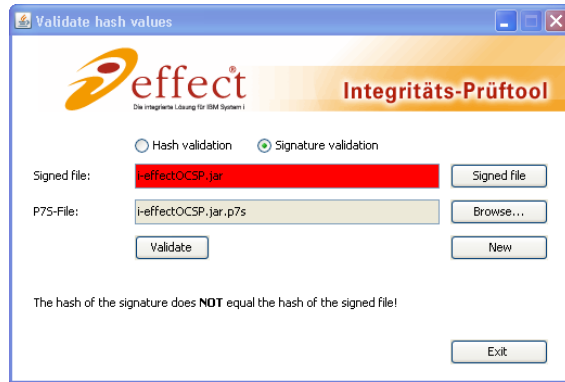 Validate hash values
effect®
Die integrierte Lösung für IBM System i
Integritäts-Prüftool
Hash validation Signature validation
Signed file: i-effectOCSP.jar Signed file
P7S-File: i-effectOCSP.jar.p7s Browse...
Validate New
The hash of the signature does NOT equal the hash of the signed file!
Exit